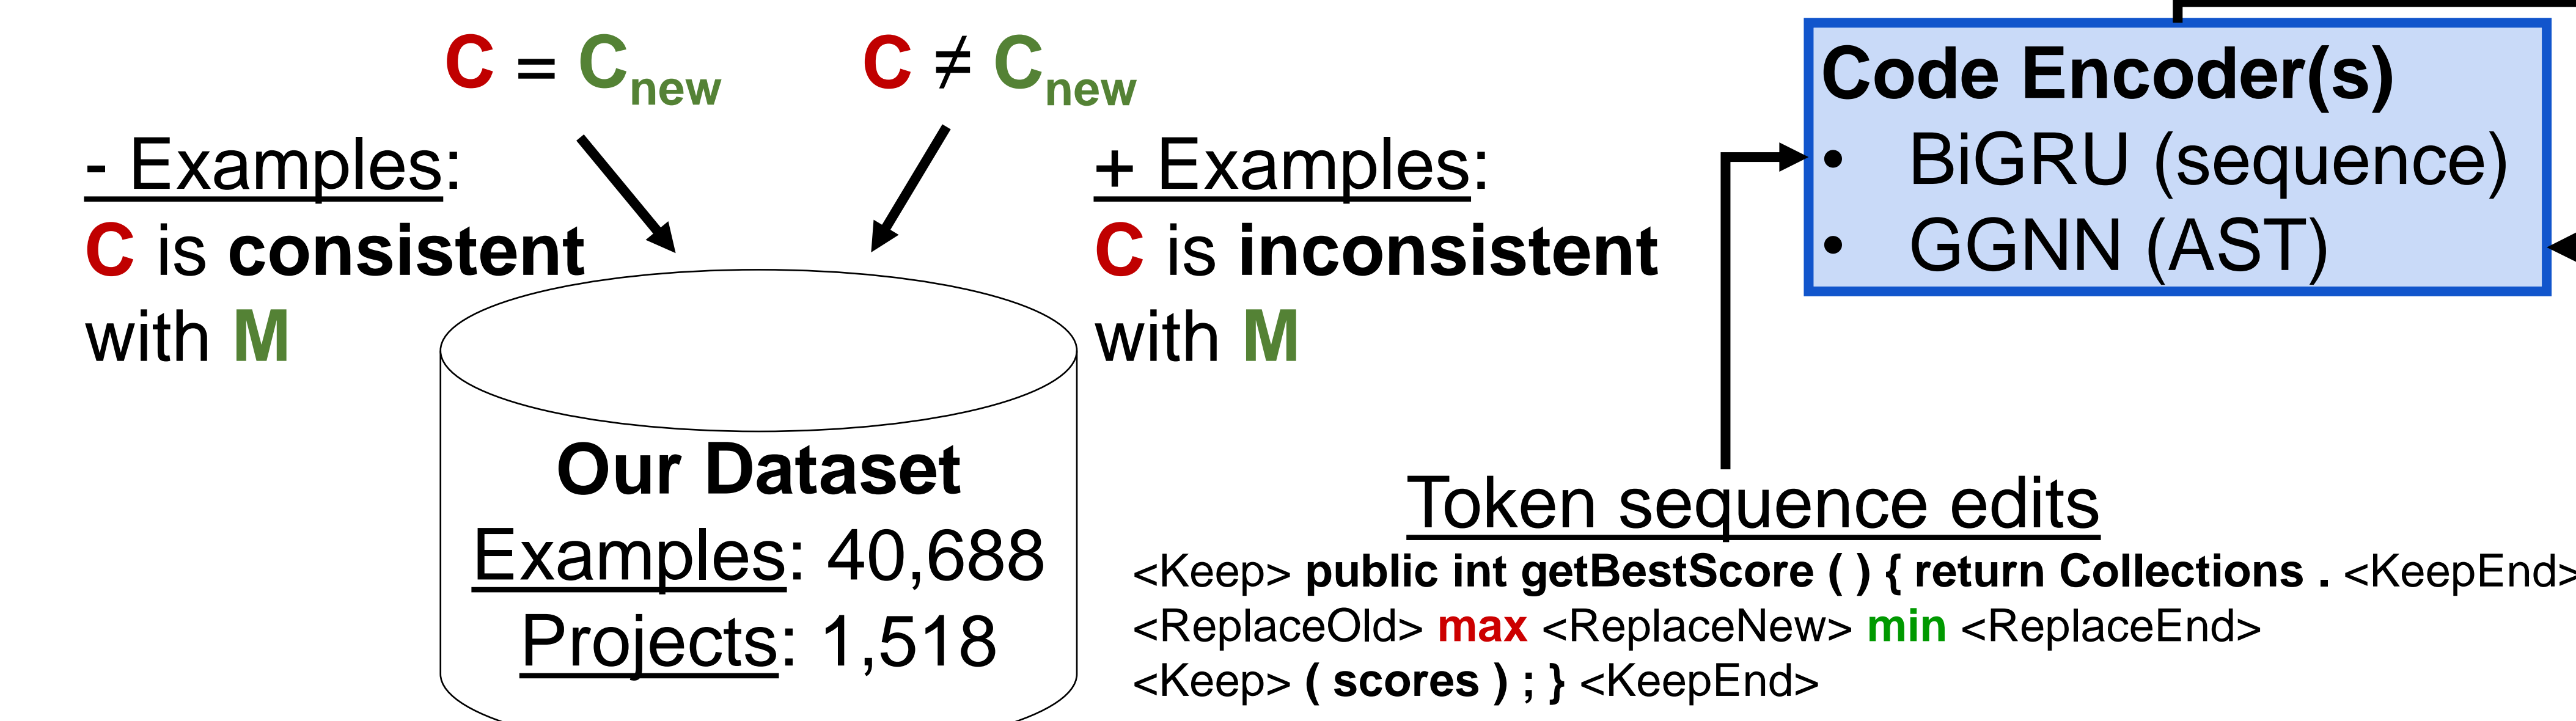 C = Cnew
C ≠ Cnew
- Examples:
C is consistent
with M
+ Examples:
C is inconsistent
with M
Our Dataset
Examples: 40,688
Projects: 1,518
Code Encoder(s)
• BiGRU (sequence)
• GGNN (AST)
Token sequence edits
<Keep> public int getBestScore ( ) { return Collections . <KeepEnd>
<ReplaceOld> max <ReplaceNew> min <ReplaceEnd>
<Keep> ( scores ) ; } <KeepEnd>